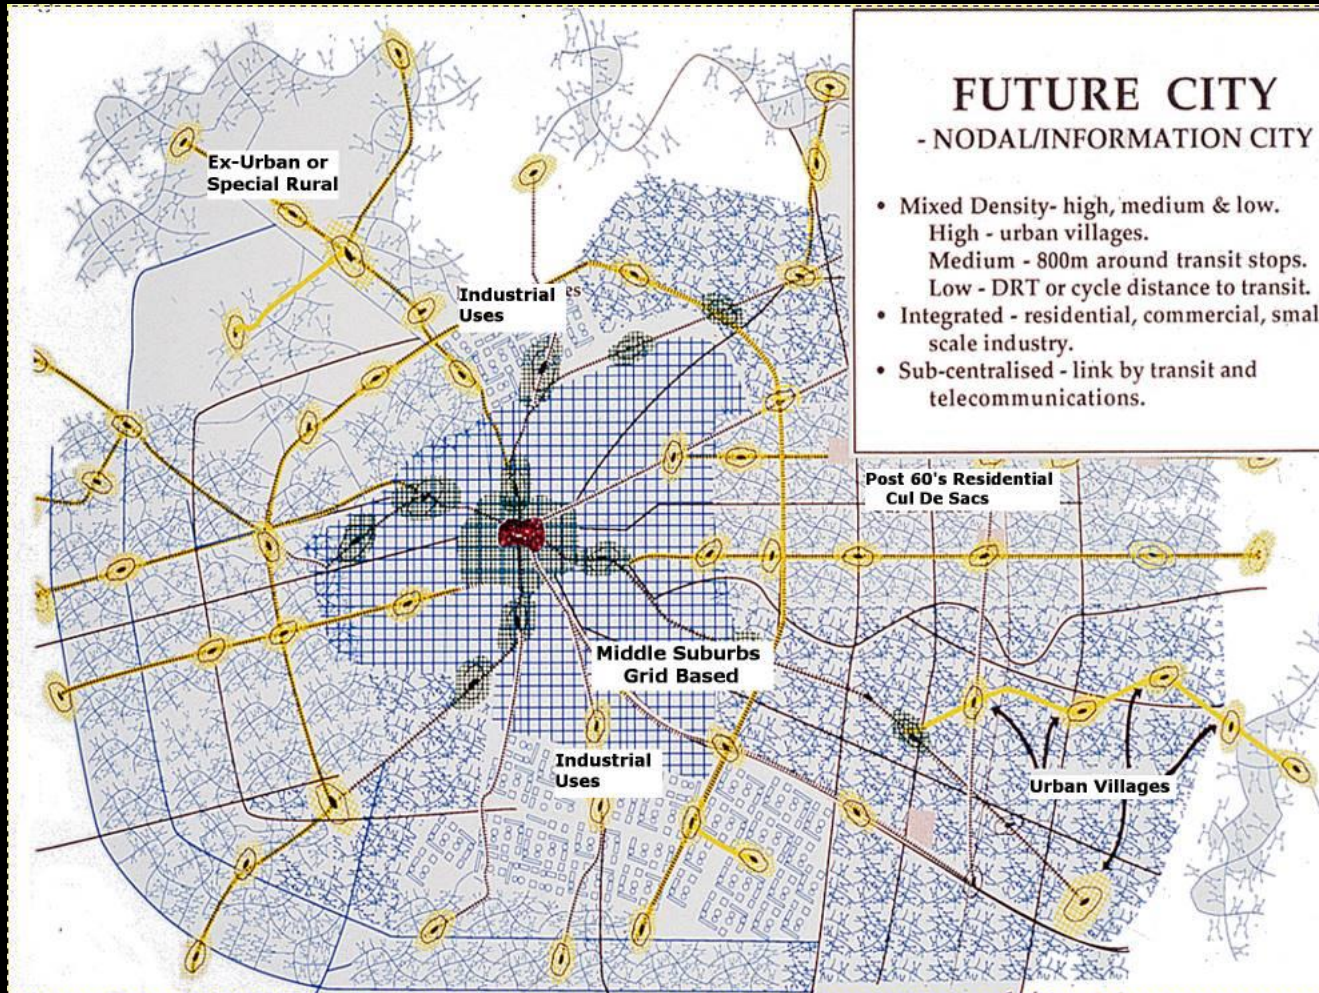 FUTURE CITY
- NODAL/INFORMATION CITY
• Mixed Density- high, medium & low.
High - urban villages.
Medium - 800m around transit stops.
Low - DRT or cycle distance to transit.
• Integrated - residential, commercial, smal
scale industry.
• Sub-centralised - link by transit and
telecommunications.
Ex-Urban or
Special Rural
Industrial
Uses
es
Post 60's Residential
Cul De Sacs
Middle Suburbs
Grid Based
Industrial
Uses
Urban Villages